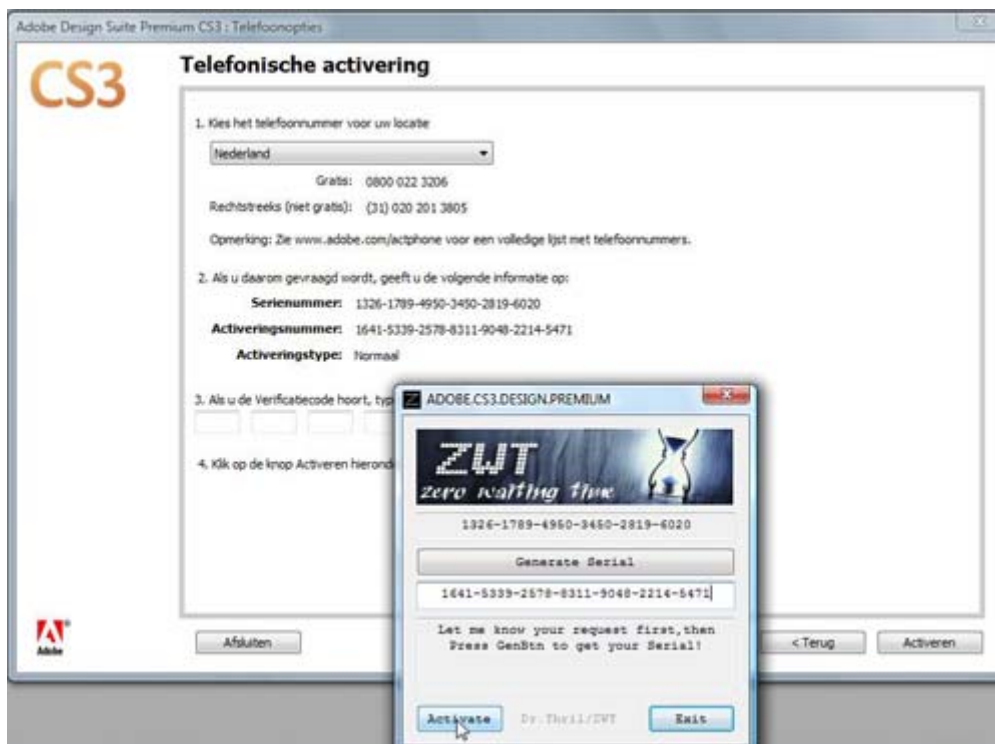 Adobe Design Suite Premium CS3 : Telefoonopties
CS3
Telefonische activering
1. Kies het telefoonnummer voor uw locatie
Nederland
Gratis: 0800 022 3206
Rechtstreeks (niet gratis): (31) 020 201 3805
Opmerking: Zie www.adobe.com/actphone voor een volledige lijst met telefoonnummers.
2. Als u daarom gevraagd wordt, geeft u de volgende informatie op:
Serienummer: 1326-1789-4950-3450-2819-6020
Activeringsnummer: 1641-5339-2578-8311-9048-2214-5471
Activeringstype: Normaal
3. Als u de Verificatiecode hoort, typ
4. Klik op de knop Activeren hierond
ADOBE.CS3.DESIGN.PREMIUM
ZWT
zero waiting time
1326-1789-4950-3450-2819-6020
Generate Serial
1641-5339-2578-8311-9048-2214-5471
Let me know your request first,then
Press GenBtn to get your Serial!
Activate
Dr.Thril/ZWT
Exit
Adobe
Afsluiten
< Terug
Activeren